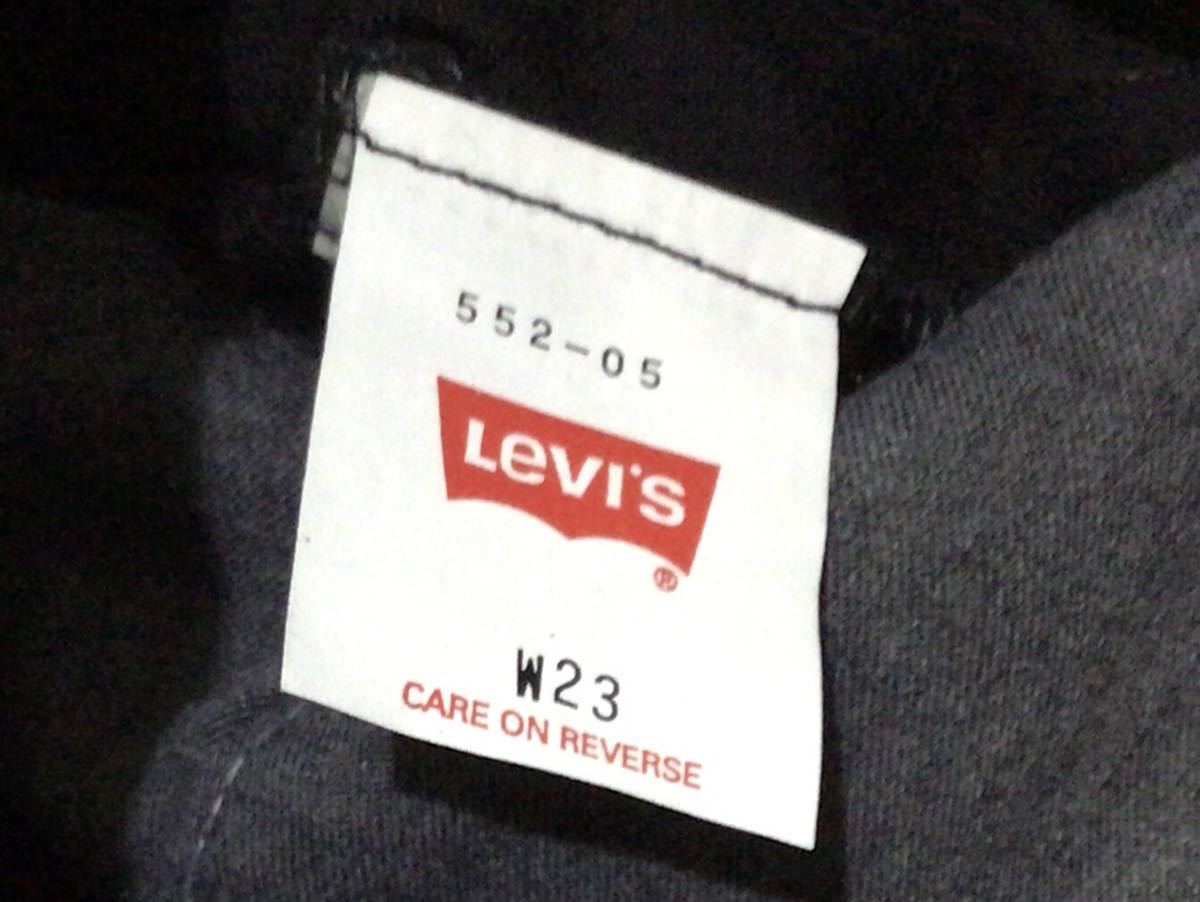 552-05
LEVI'S
®
W23
CARE ON REVERSE